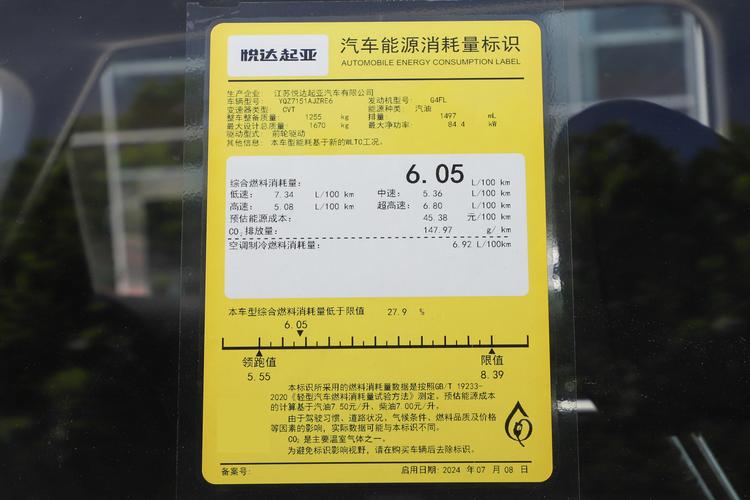 悦达起亚
汽车能源消耗量标识
AUTOMOBILE ENERGY CONSUMPTION LABEL
生产企业: 江苏悦达起亚汽车有限公司
车辆型号: YQZ7151AJZRE6 发动机型号: G4FL
变速器类型: CVT 能源种类: 汽油
整车整备质量: 1255 kg 排量: 1497 mL
最大设计总质量: 1670 kg 最大净功率: 84.4 kW
驱动型式: 前轮驱动
其他信息: 本车型能耗基于新的WLTC工况。
综合燃料消耗量: 6.05 L/100 km
低速: 7.34 L/100 km 中速: 5.36 L/100 km
高速: 5.08 L/100 km 超高速: 6.80 L/100 km
预估能源成本: 45.38 元/100 km
CO₂排放量: 147.97 g/ km
空调制冷燃料消耗量: 6.92 L/100km
本车型综合燃料消耗量低于限值 27.9 %
6.05
领跑值 限值
5.55 8.39
本标识所采用的燃料消耗量数据是按照GB/T 19233-
2020《轻型汽车燃料消耗量试验方法》测定，预估能源成本
的计算基于汽油7.50元/升、柴油7.00元/升。
由于驾驶习惯、道路状况、气候条件、燃料品质及价格
等因素的影响，实际数据可能与本标识不同。
CO₂是主要温室气体之一。
为避免标识影响视野，请在购买车辆后去除标识。
备案号: 启用日期: 2024 年 07 月 08 日